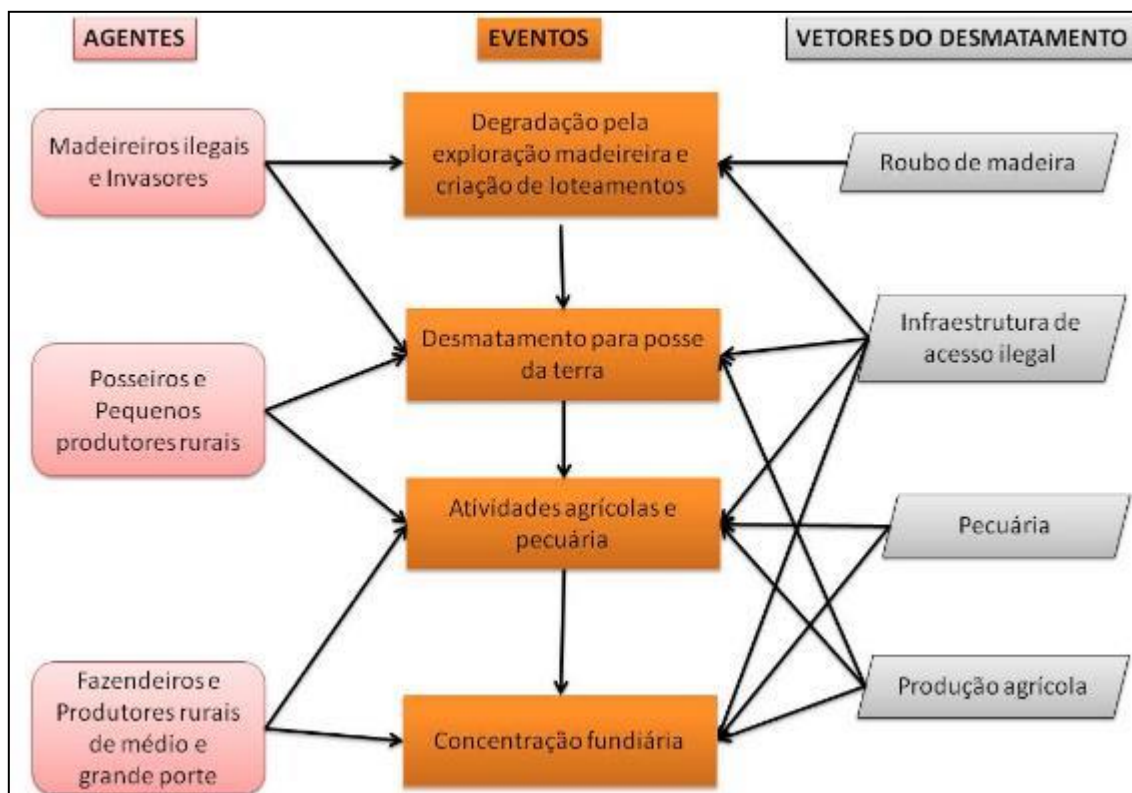 AGENTES
EVENTOS
VETORES DO DESMATAMENTO
Madeireiros ilegais
e Invasores
Degradação pela
exploração madeireira e
criação de loteamentos
Roubo de madeira
Desmatamento para posse
da terra
Infraestrutura de
acesso ilegal
Posseiros e
Pequenos
produtores rurais
Atividades agrícolas e
pecuária
Pecuária
Fazendeiros e
Produtores rurais
de médio e
grande porte
Concentração fundiária
Produção agrícola